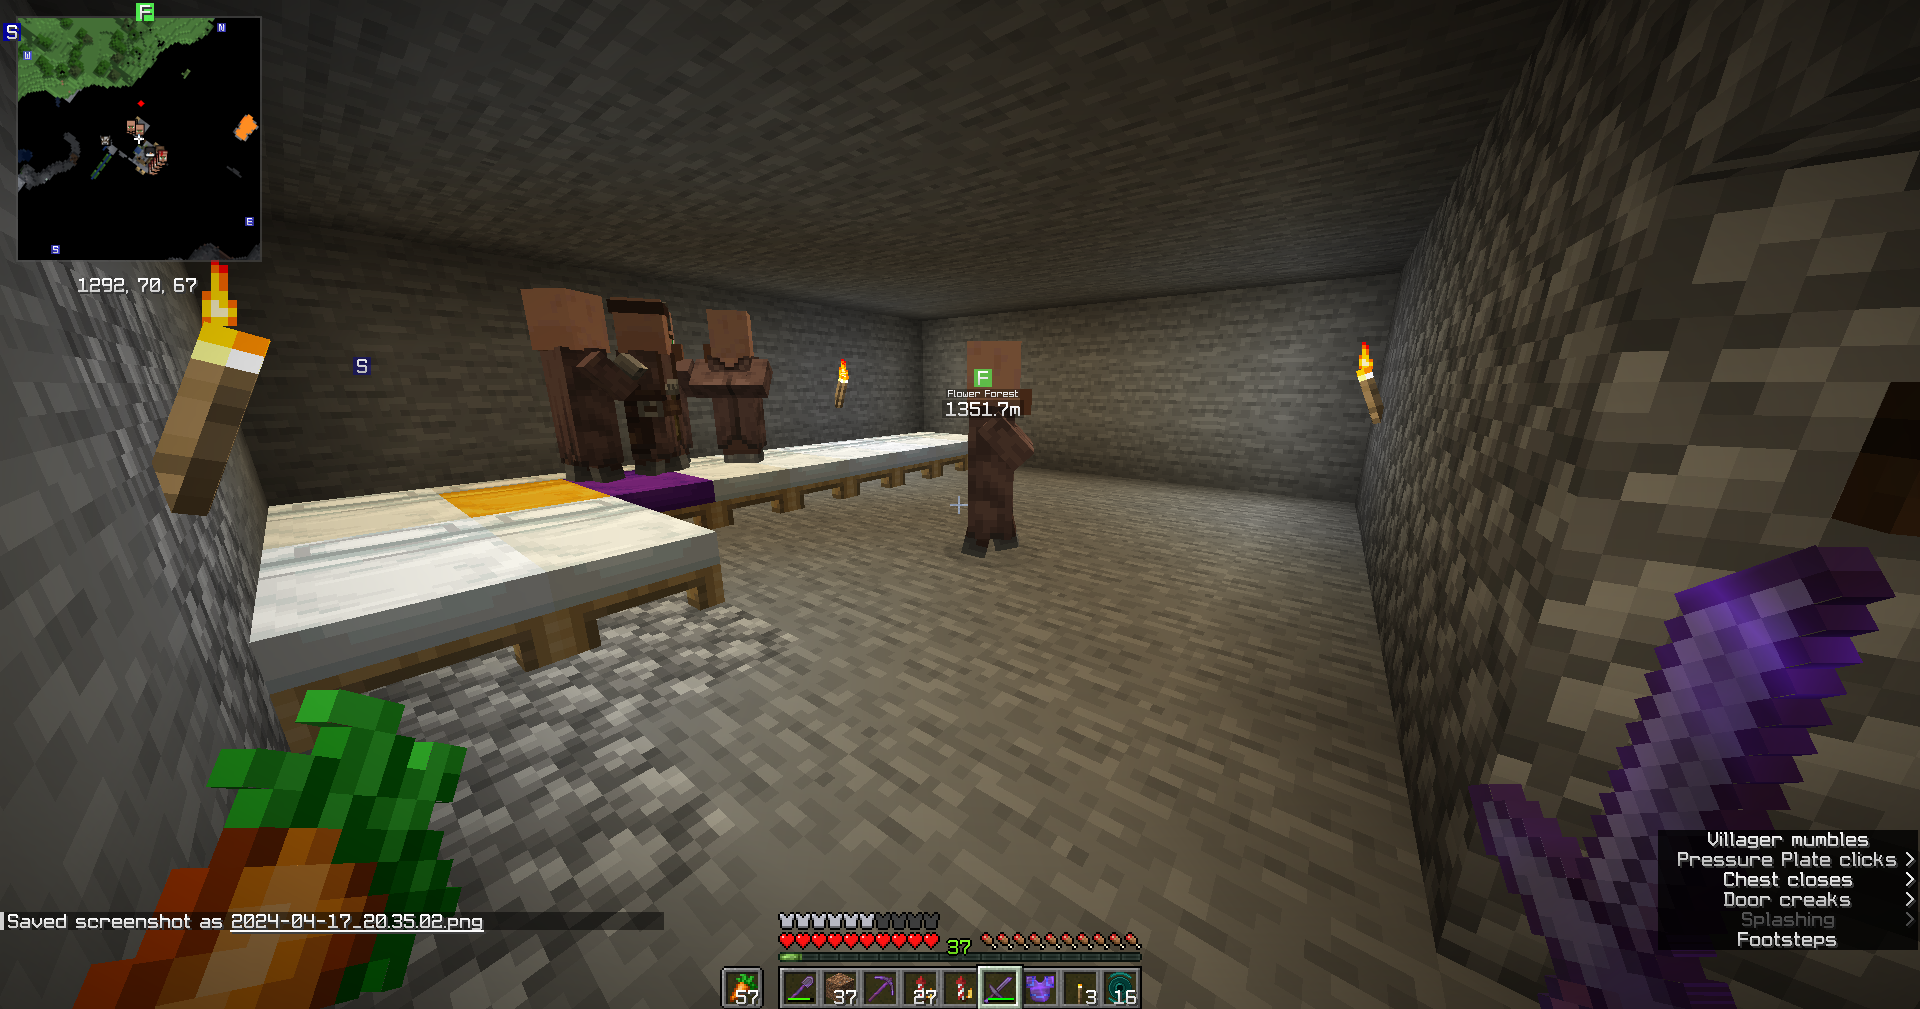 F
S
N
W
E
S
1292, 70, 67
S
F
Flower Forest
1351.7m
Villager mumbles
Pressure Plate clicks >
Chest closes >
Door creaks >
Splashing >
Footsteps
Saved screenshot as 2024-04-17_20.35.02.png
37
57
37
27
3
16